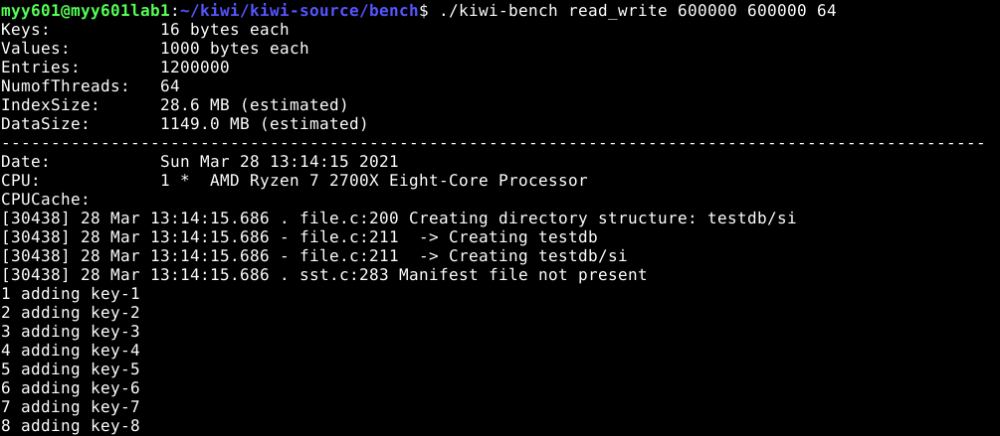 myy601@myy601lab1:~/kiwi/kiwi-source/bench$ ./kiwi-bench read_write 600000 600000 64
Keys:           16 bytes each
Values:         1000 bytes each
Entries:        1200000
NumofThreads:   64
IndexSize:      28.6 MB (estimated)
DataSize:       1149.0 MB (estimated)
---------------------------------------------------------------------------------------------------
Date:           Sun Mar 28 13:14:15 2021
CPU:            1 *  AMD Ryzen 7 2700X Eight-Core Processor
CPUCache:
[30438] 28 Mar 13:14:15.686 . file.c:200 Creating directory structure: testdb/si
[30438] 28 Mar 13:14:15.686 - file.c:211  -> Creating testdb
[30438] 28 Mar 13:14:15.686 - file.c:211  -> Creating testdb/si
[30438] 28 Mar 13:14:15.686 . sst.c:283 Manifest file not present
1 adding key-1
2 adding key-2
3 adding key-3
4 adding key-4
5 adding key-5
6 adding key-6
7 adding key-7
8 adding key-8